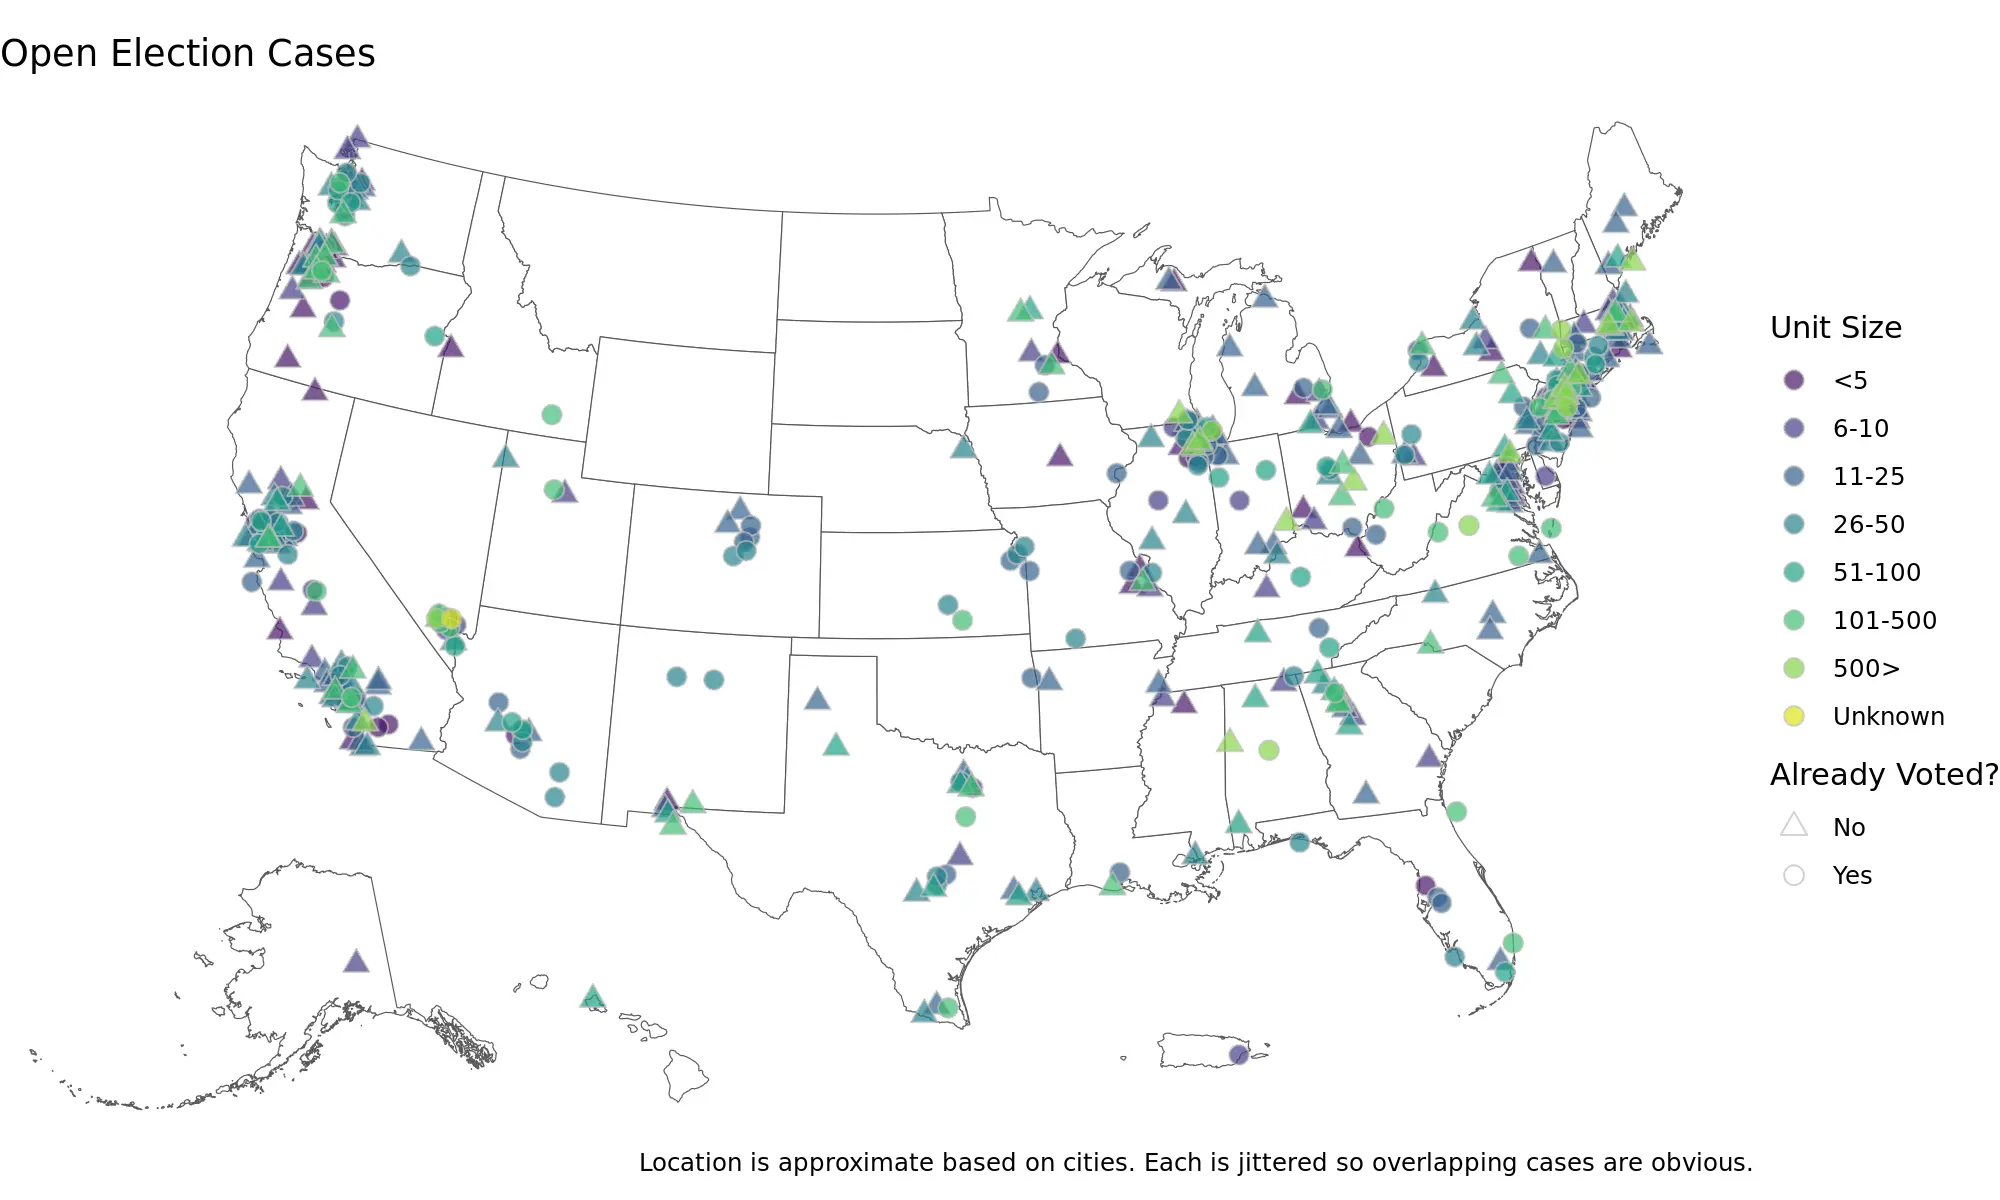 Open Election Cases
Unit Size
<5
6-10
11-25
26-50
51-100
101-500
500>
Unknown
Already Voted?
No
Yes
Location is approximate based on cities. Each is jittered so overlapping cases are obvious.